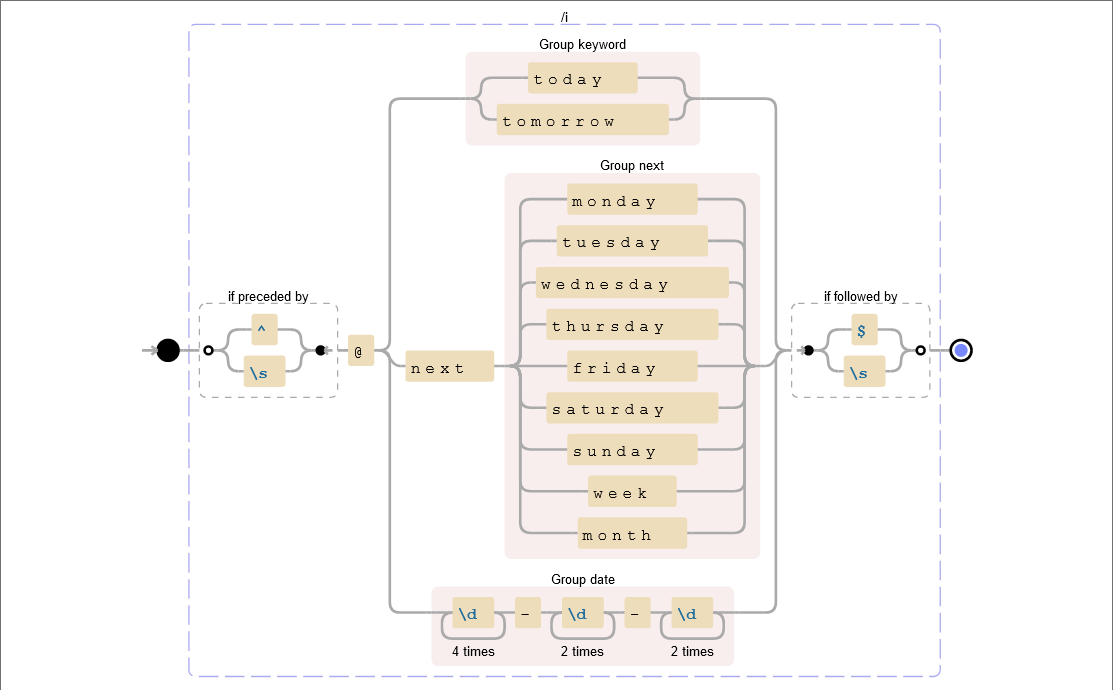 /i
Group keyword
today
tomorrow
Group next
monday
tuesday
wednesday
thursday
friday
saturday
sunday
week
month
if preceded by
^
\s
@
next
if followed by
$
\s
Group date
\d - \d - \d
4 times 2 times 2 times